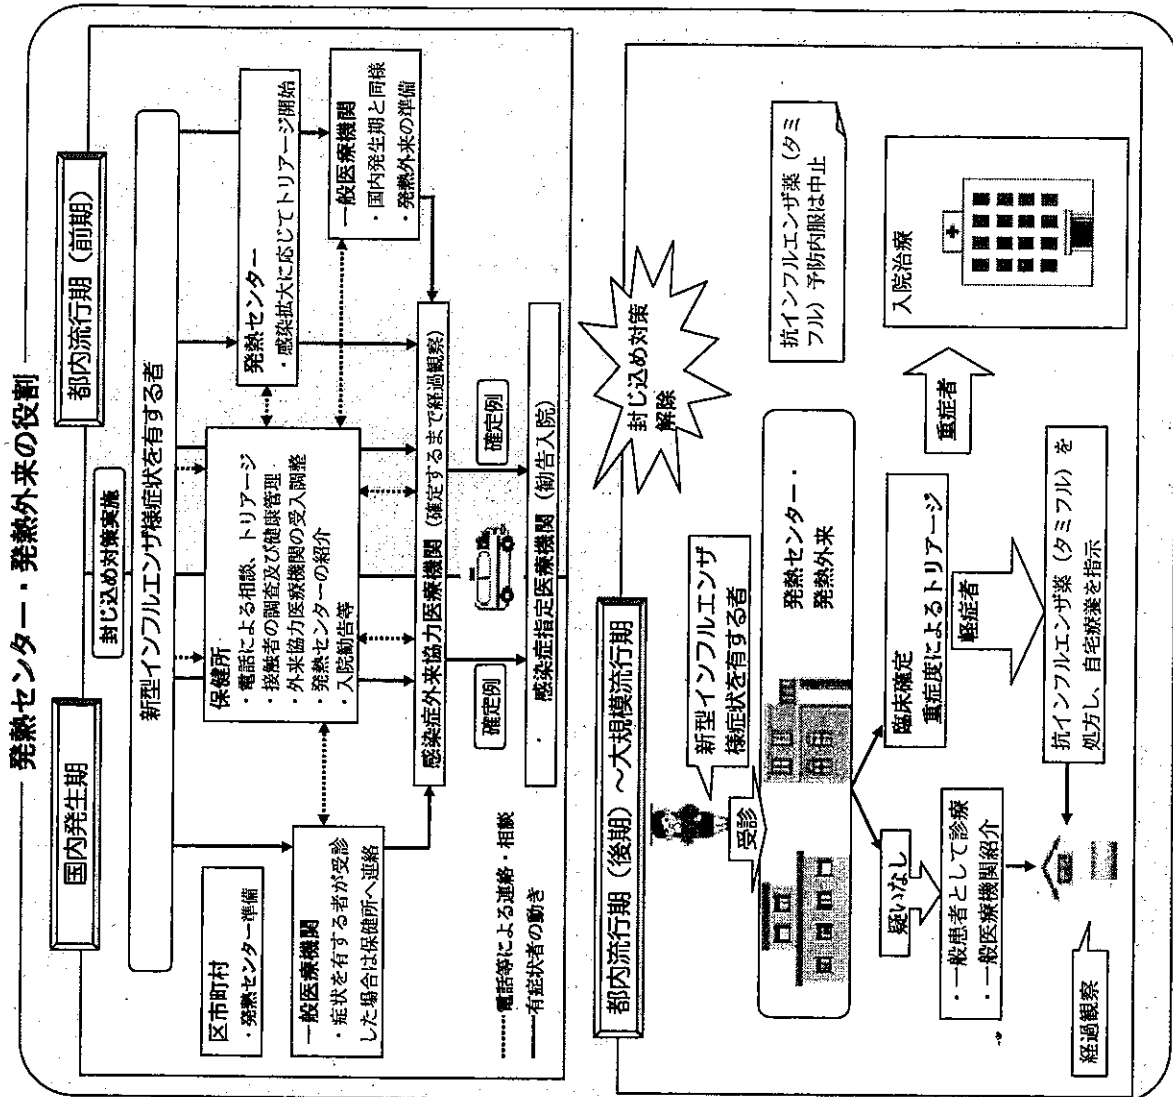 発熱センター・発熱外来の役割
国内発生期
都内流行期（前期）
封じ込め対策実施
新型インフルエンザ様症状を有する者
区市町村
・発熱センター準備
保健所
・電話による相談、トリアージ
・接触者の調査及び健康管理
・外来協力医療機関の受入調整
・発熱センターの紹介
・入院勧告等
発熱センター
・感染拡大に応じてトリアージ開始
一般医療機関
・症状を有する者が受診
した場合は保健所へ連絡
一般医療機関
・国内発生期と同様
・発熱外来の準備
感染症外来協力医療機関（確定するまで経過観察）
確定例
確定例
・感染症指定医療機関（勧告入院）
電話等による連絡・相談
有症状者の動き
都内流行期（後期）～大規模流行期
封じ込め対策
解除
新型インフルエンザ
様症状を有する者
受診
発熱センター・
発熱外来
抗インフルエンザ薬（タミ
フル）予防内服は中止
疑いなし
臨床確定
重症度によるトリアージ
重症者
入院治療
軽症者
・一般患者として診療
・一般医療機関紹介
抗インフルエンザ薬（タミフル）を
処方し、自宅療養を指示
経過観察